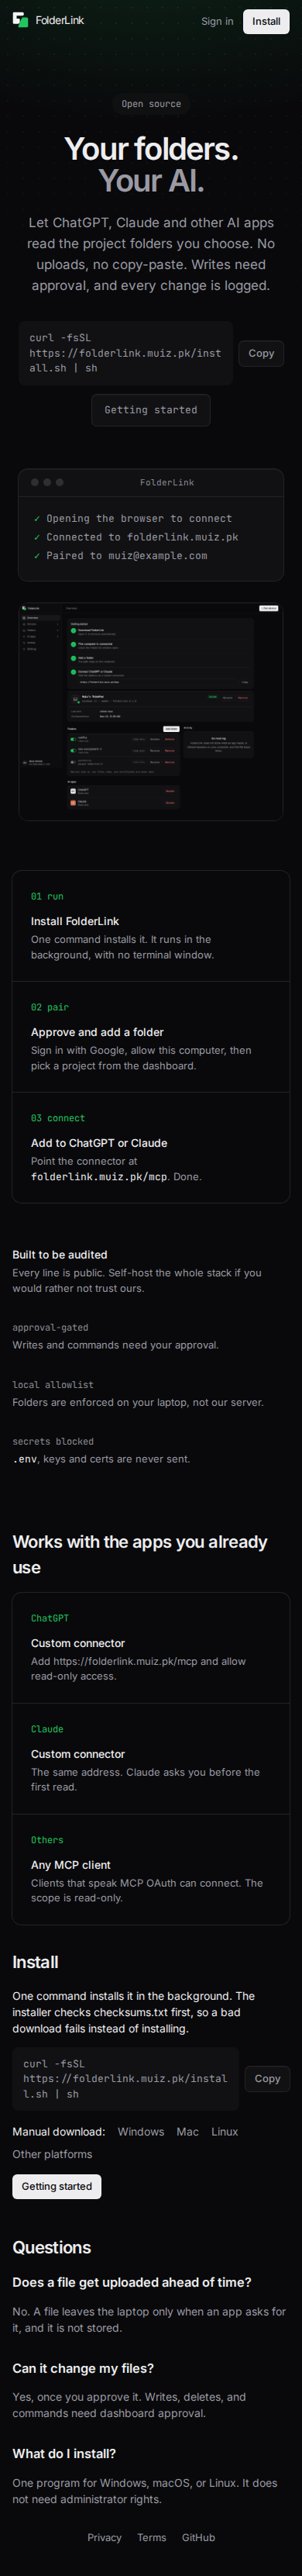 FolderLink
Sign in
Install
Open source
Your folders.
Your AI.
Let ChatGPT, Claude and other AI apps
read the project folders you choose. No
uploads, no copy-paste. Writes need
approval, and every change is logged.
curl -fsSL
https://folderlink.muiz.pk/inst
all.sh | sh
Copy
Getting started
FolderLink
✓ Opening the browser to connect
✓ Connected to folderlink.muiz.pk
✓ Paired to muiz@example.com
01 run
Install FolderLink
One command installs it. It runs in the
background, with no terminal window.
02 pair
Approve and add a folder
Sign in with Google, allow this computer, then
pick a project from the dashboard.
03 connect
Add to ChatGPT or Claude
Point the connector at
folderlink.muiz.pk/mcp. Done.
Built to be audited
Every line is public. Self-host the whole stack if you
would rather not trust ours.
approval-gated
Writes and commands need your approval.
local allowlist
Folders are enforced on your laptop, not our server.
secrets blocked
.env, keys and certs are never sent.
Works with the apps you already
use
ChatGPT
Custom connector
Add https://folderlink.muiz.pk/mcp and allow
read-only access.
Claude
Custom connector
The same address. Claude asks you before the
first read.
Others
Any MCP client
Clients that speak MCP OAuth can connect. The
scope is read-only.
Install
One command installs it in the background. The
installer checks checksums.txt first, so a bad
download fails instead of installing.
curl -fsSL
https://folderlink.muiz.pk/instal
l.sh | sh
Copy
Manual download: Windows Mac Linux
Other platforms
Getting started
Questions
Does a file get uploaded ahead of time?
No. A file leaves the laptop only when an app asks for
it, and it is not stored.
Can it change my files?
Yes, once you approve it. Writes, deletes, and
commands need dashboard approval.
What do I install?
One program for Windows, macOS, or Linux. It does
not need administrator rights.
Privacy Terms GitHub